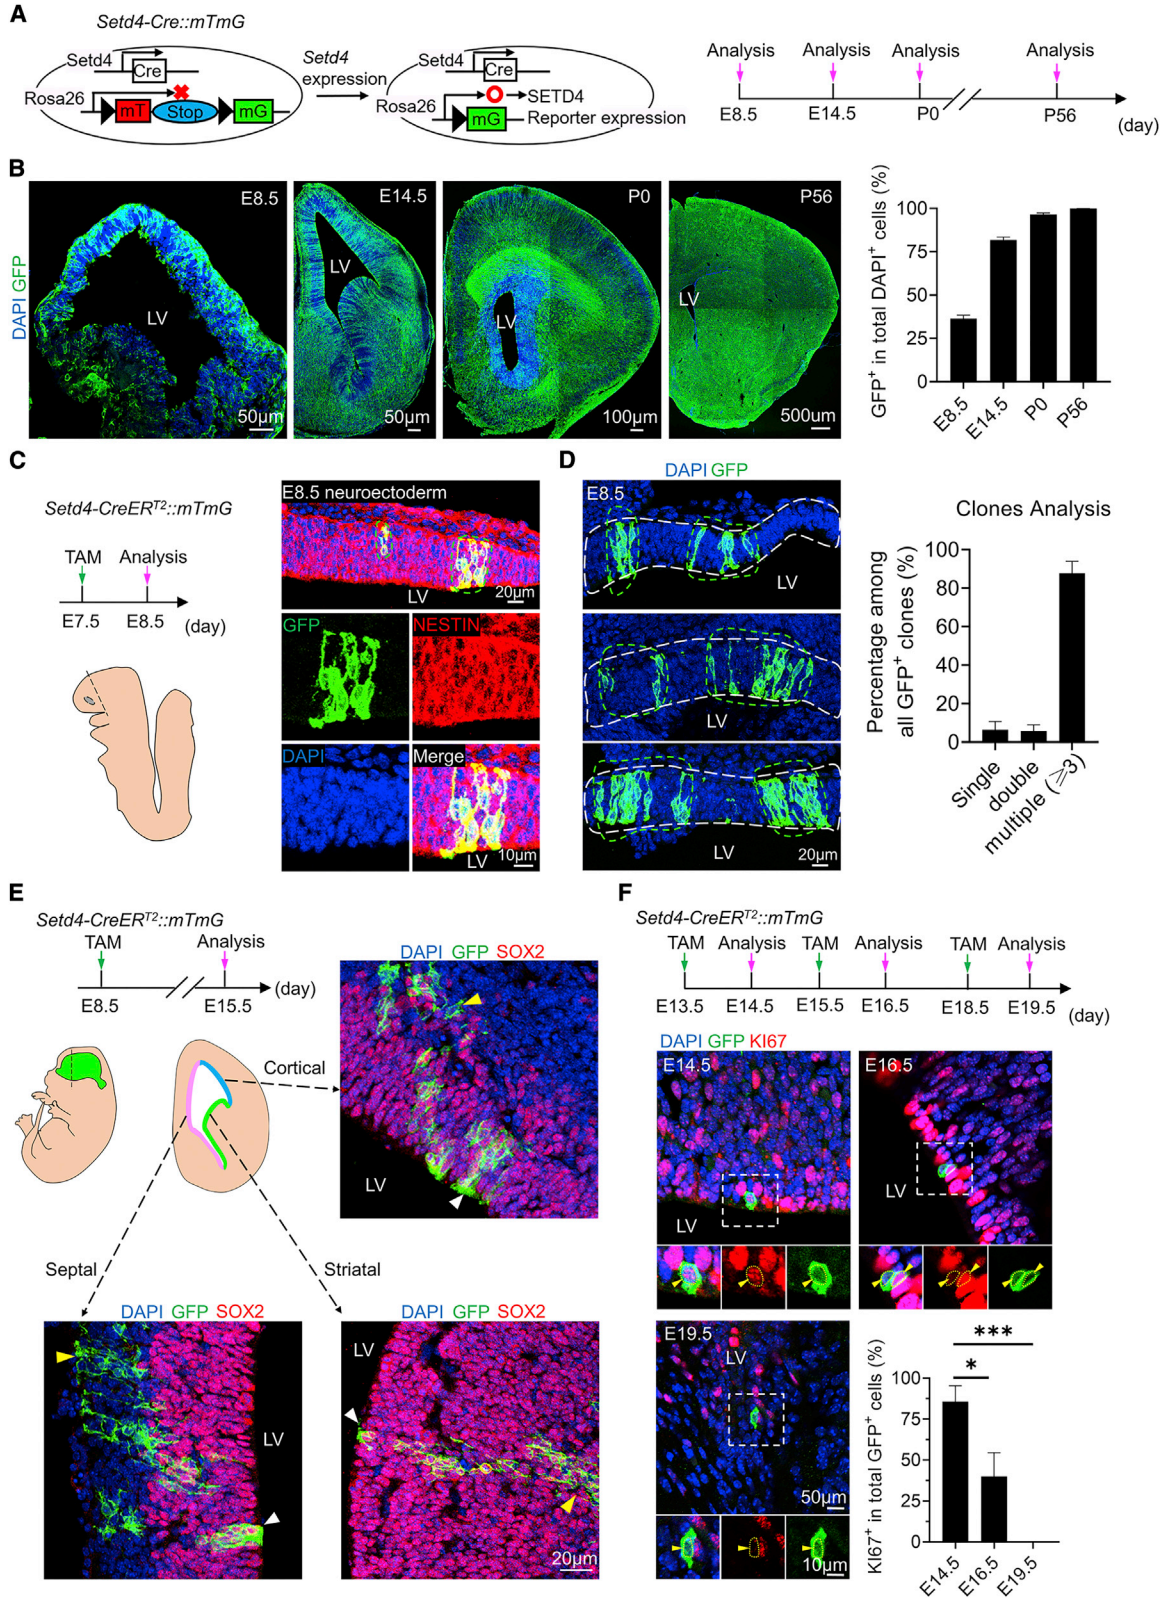 A
Setd4-Cre::mTmG
Setd4
Cre
Rosa26
mT
Stop
mG
Setd4
expression
Setd4
Cre
Rosa26
SETD4
mG
Reporter expression
Analysis Analysis Analysis Analysis
E8.5 E14.5 P0 P56
(day)
B
DAPI GFP
E8.5
LV
50μm
E14.5
LV
50μm
P0
LV
100μm
P56
LV
500um
GFP+ in total DAPI+ cells (%)
100
75
50
25
0
E8.5 E14.5 P0 P56
C
Setd4-CreERT2::mTmG
TAM Analysis
E7.5 E8.5 (day)
E8.5 neuroectoderm
LV
20μm
GFP
NESTIN
DAPI
Merge
LV
10μm
D
DAPI GFP
E8.5
LV
LV
LV
20μm
Clones Analysis
Percentage among
all GFP+ clones (%)
100
80
60
40
20
0
Single
double
multiple (⩾3)
E
Setd4-CreERT2::mTmG
TAM Analysis
E8.5 E15.5
(day)
Cortical
DAPI GFP SOX2
LV
Septal
DAPI GFP SOX2
LV
Striatal
DAPI GFP SOX2
LV
20μm
F
Setd4-CreERT2::mTmG
TAM Analysis TAM Analysis TAM Analysis
E13.5 E14.5 E15.5 E16.5 E18.5 E19.5
(day)
DAPI GFP KI67
E14.5
LV
E16.5
LV
E19.5
LV
50μm
10μm
KI67+ in total GFP+ cells (%)
***
*
100
75
50
25
0
E14.5 E16.5 E19.5